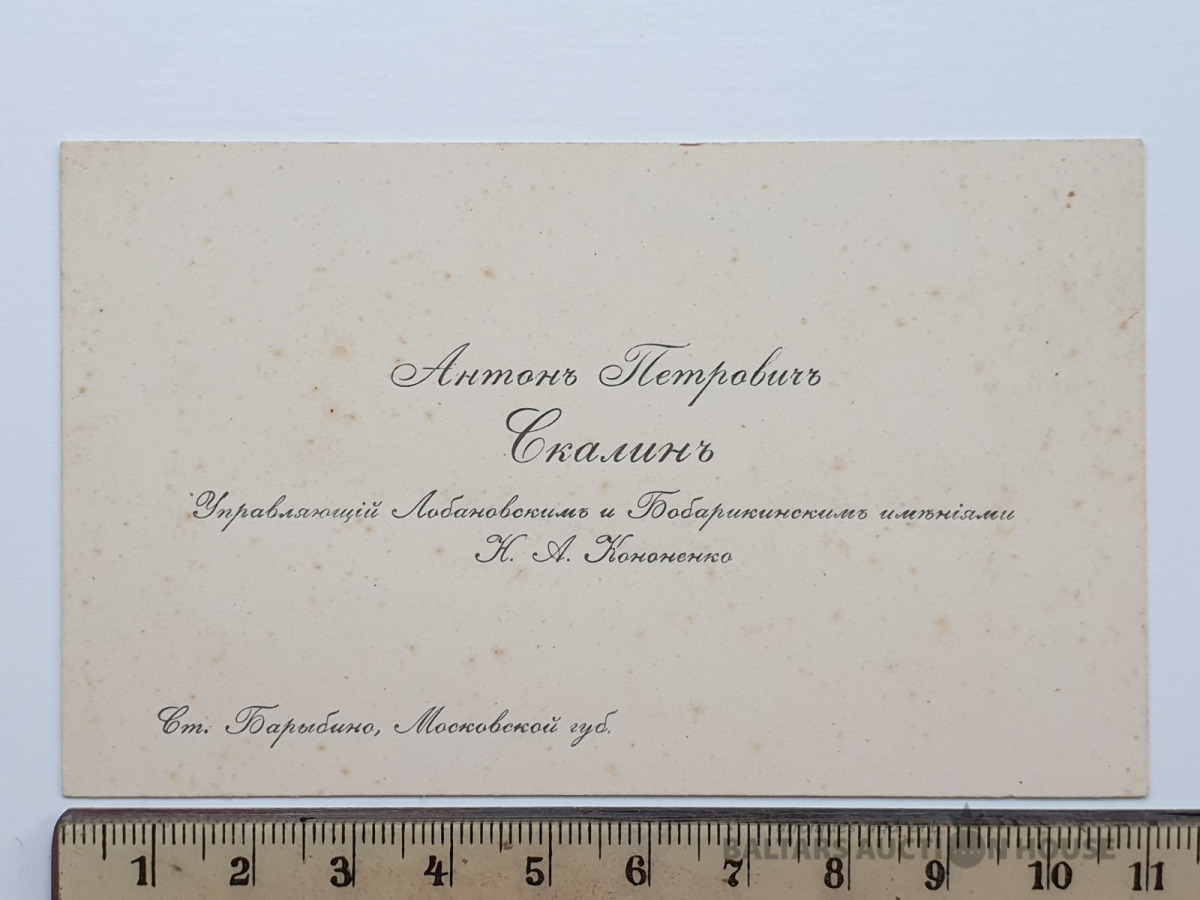 Антонъ Петровичъ
Скалинъ
Управляющій Лобановскимъ и Бобарикинскимъ имѣніями
Н. А. Кононенко
Ст. Барыбино, Московской губ.
BALTARS AUCTION HOUSE
1 2 3 4 5 6 7 8 9 10 11